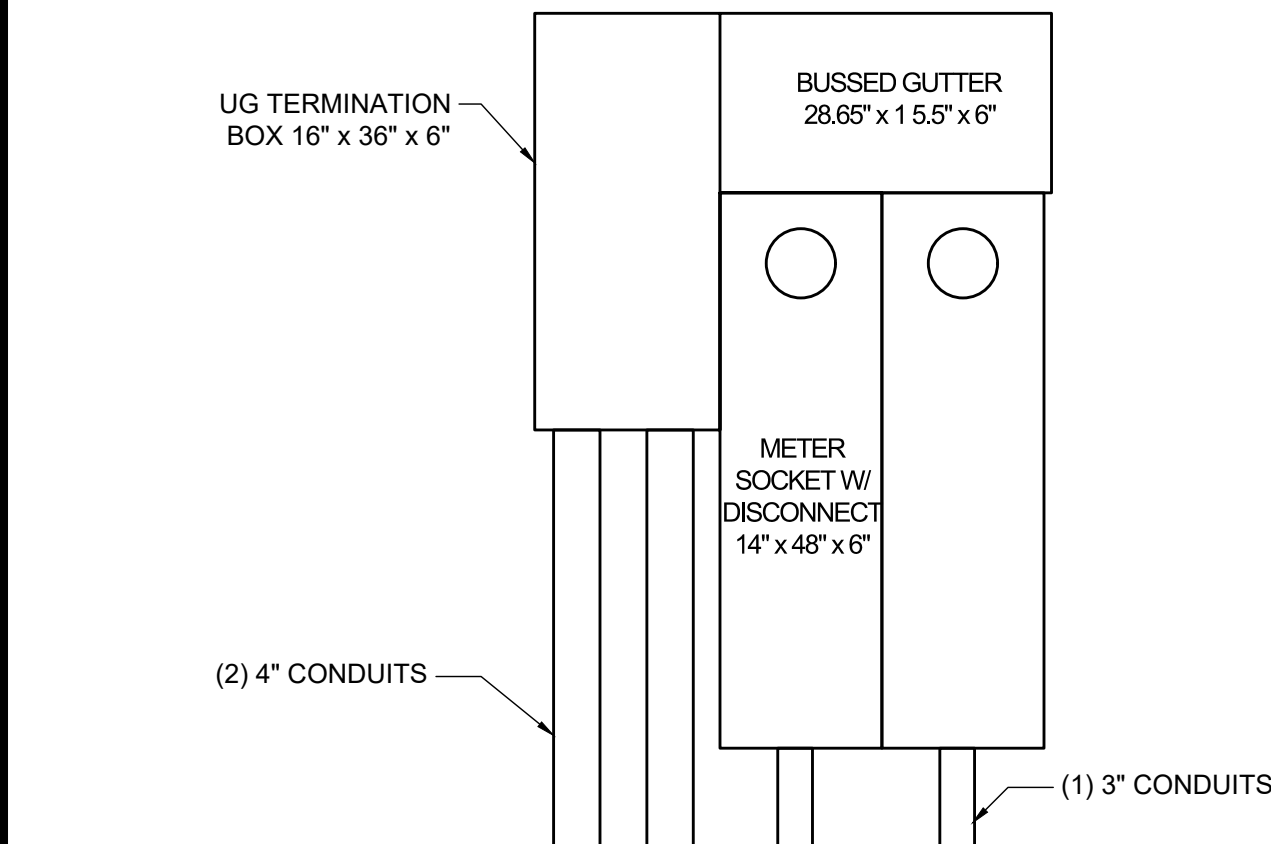 BUSSED GUTTER
28.65" x 1 5.5" x 6"
UG TERMINATION
BOX 16" x 36" x 6"
METER
SOCKET W/
DISCONNECT
14" x 48" x 6"
(2) 4" CONDUITS
(1) 3" CONDUITS